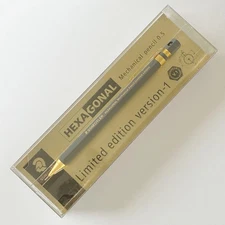 HEXAGONAL
Mechanical pencil 0.5
Limited edition version-1